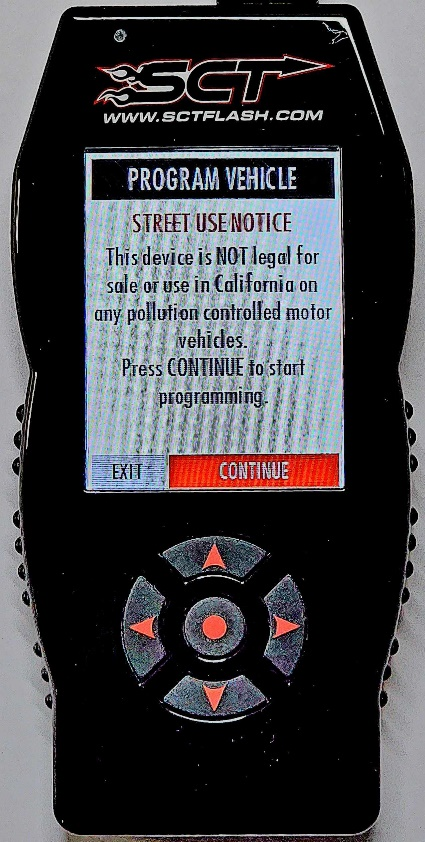 SCT
WWW.SCTFLASH.COM
PROGRAM VEHICLE
STREET USE NOTICE
This device is NOT legal for
sale or use in California on
any pollution controlled motor
vehicles.
Press CONTINUE to start
programming.
EXIT CONTINUE